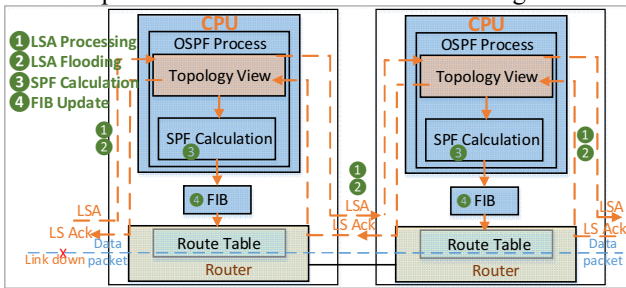 CPU
CPU
1 LSA Processing
2 LSA Flooding
3 SPF Calculation
4 FIB Update
OSPF Process
Topology View
SPF Calculation
3
4 FIB
Route Table
Router
OSPF Process
Topology View
SPF Calculation
3
4 FIB
Route Table
Router
1
2
LSA
LS Ack
Data
packet
Link down
1
2
LSA
LS Ack
1
2
LSA
LS Ack
Data
packet